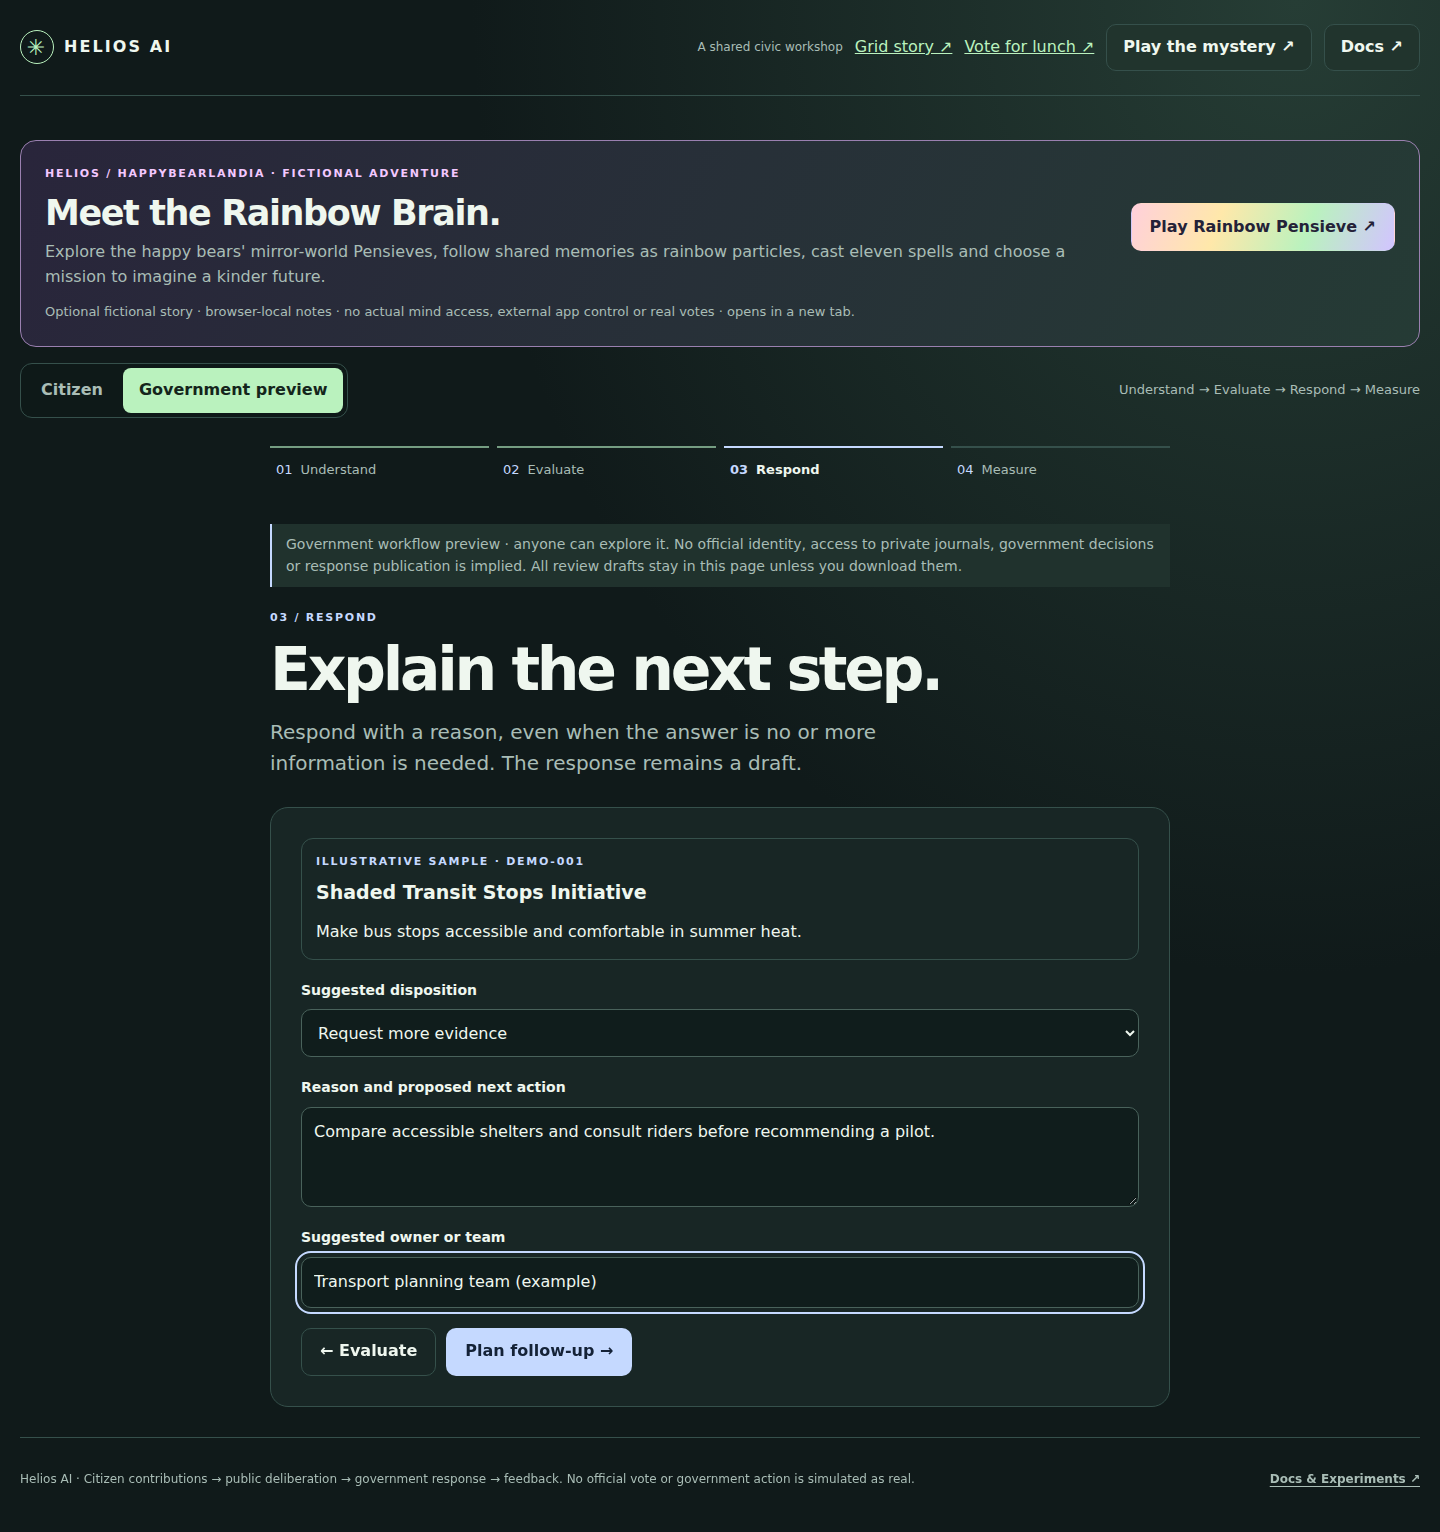 HELIOS AI
A shared civic workshop
Grid story ↗
Vote for lunch ↗
Play the mystery ↗
Docs ↗
HELIOS / HAPPYBEARLANDIA · FICTIONAL ADVENTURE
Meet the Rainbow Brain.
Explore the happy bears' mirror-world Pensieves, follow shared memories as rainbow particles, cast eleven spells and choose a
mission to imagine a kinder future.
Optional fictional story · browser-local notes · no actual mind access, external app control or real votes · opens in a new tab.
Play Rainbow Pensieve ↗
Citizen
Government preview
Understand → Evaluate → Respond → Measure
01 Understand
02 Evaluate
03 Respond
04 Measure
Government workflow preview · anyone can explore it. No official identity, access to private journals, government decisions
or response publication is implied. All review drafts stay in this page unless you download them.
03 / RESPOND
Explain the next step.
Respond with a reason, even when the answer is no or more
information is needed. The response remains a draft.
ILLUSTRATIVE SAMPLE · DEMO-001
Shaded Transit Stops Initiative
Make bus stops accessible and comfortable in summer heat.
Suggested disposition
Request more evidence
Reason and proposed next action
Compare accessible shelters and consult riders before recommending a pilot.
Suggested owner or team
Transport planning team (example)
← Evaluate
Plan follow-up →
Helios AI · Citizen contributions → public deliberation → government response → feedback. No official vote or government action is simulated as real.
Docs & Experiments ↗